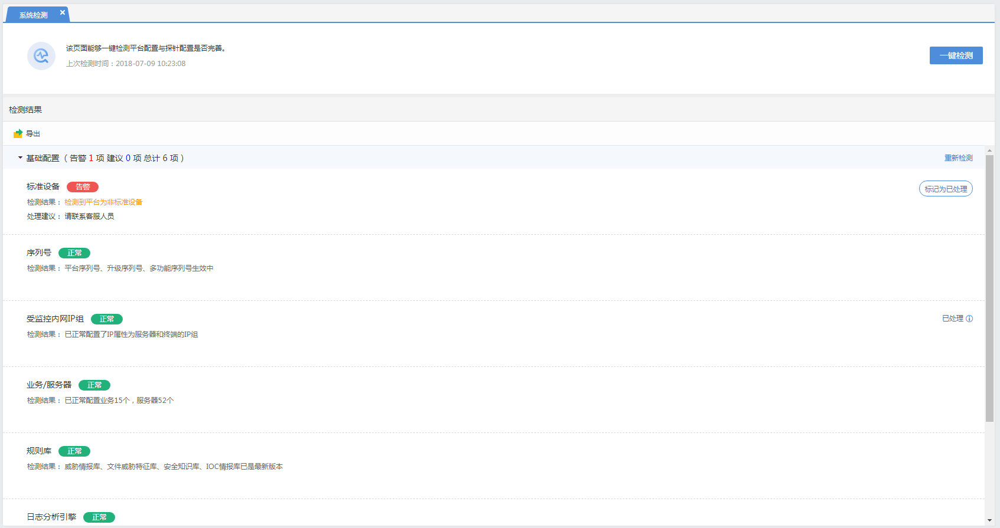 系统检测
该页面能够一键检测平台配置与探针配置是否完善。
上次检测时间：2018-07-09 10:23:08
一键检测
检测结果
导出
基础配置（告警 1 项 建议 0 项 总计 6 项）
重新检测
标准设备 告警
标记为已处理
检测结果： 检测到平台为非标准设备
处理建议： 请联系客服人员
序列号 正常
检测结果： 平台序列号、升级序列号、多功能序列号生效中
受监控内网IP组 正常
已处理
检测结果： 已正常配置了IP属性为服务器和终端的IP组
业务/服务器 正常
检测结果： 已正常配置业务15个，服务器52个
规则库 正常
检测结果： 威胁情报库、文件威胁特征库、安全知识库、IOC情报库已是最新版本
日志分析引擎 正常